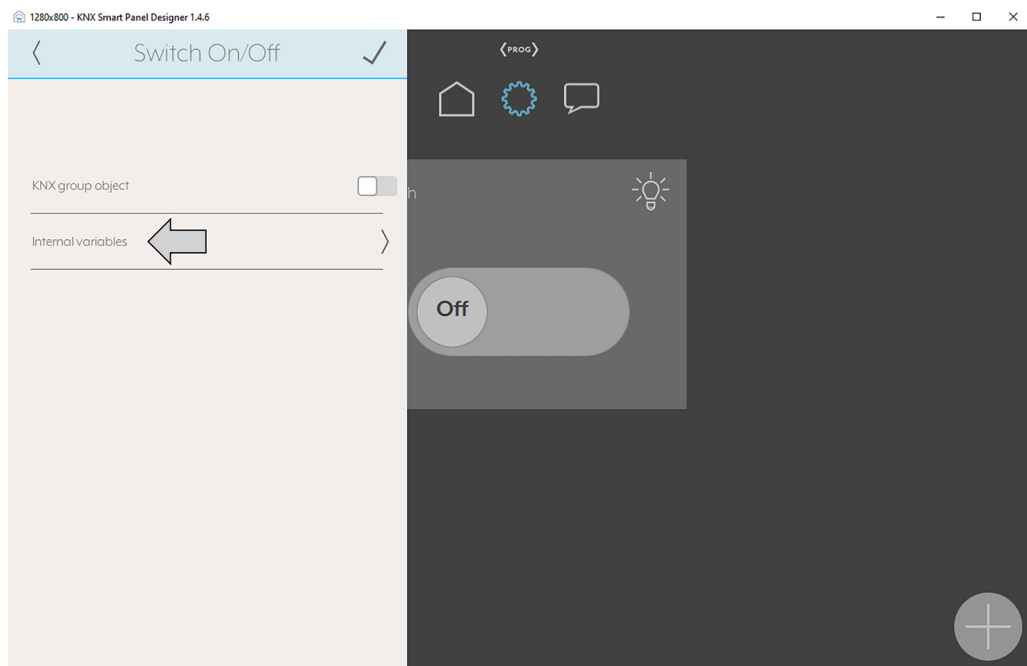 1280x800 - KNX Smart Panel Designer 1.4.6
Switch On/Off
PROG
KNX group object
h
Internal variables
Off